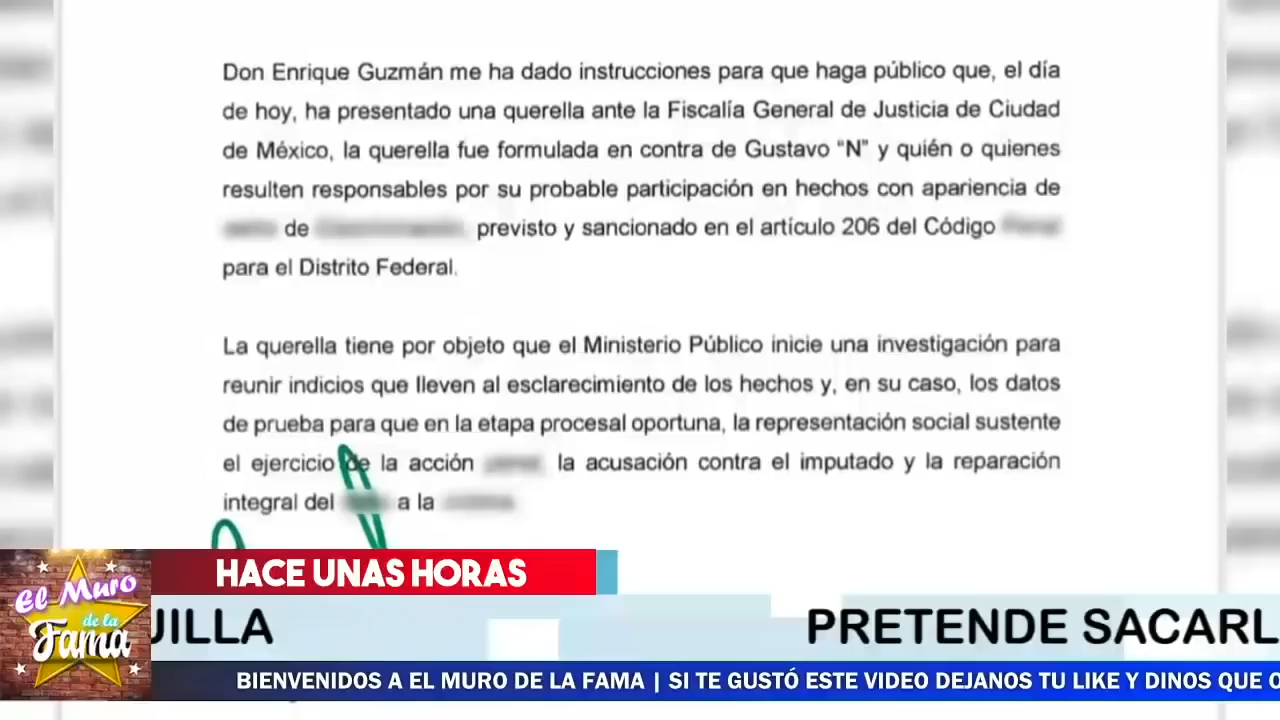 Don Enrique Guzmán me ha dado instrucciones para que haga público que, el día
de hoy, ha presentado una querella ante la Fiscalía General de Justicia de Ciudad
de México, la querella fue formulada en contra de Gustavo “N” y quién o quienes
resulten responsables por su probable participación en hechos con apariencia de
de previsto y sancionado en el artículo 206 del Código
para el Distrito Federal.
La querella tiene por objeto que el Ministerio Público inicie una investigación para
reunir indicios que lleven al esclarecimiento de los hechos y, en su caso, los datos
de prueba para que en la etapa procesal oportuna, la representación social sustente
el ejercicio de la acción la acusación contra el imputado y la reparación
integral del a la
HACE UNAS HORAS
El Muro
de la
Fama
UILLA PRETENDE SACARL
BIENVENIDOS A EL MURO DE LA FAMA | SI TE GUSTÓ ESTE VIDEO DEJANOS TU LIKE Y DINOS QUE